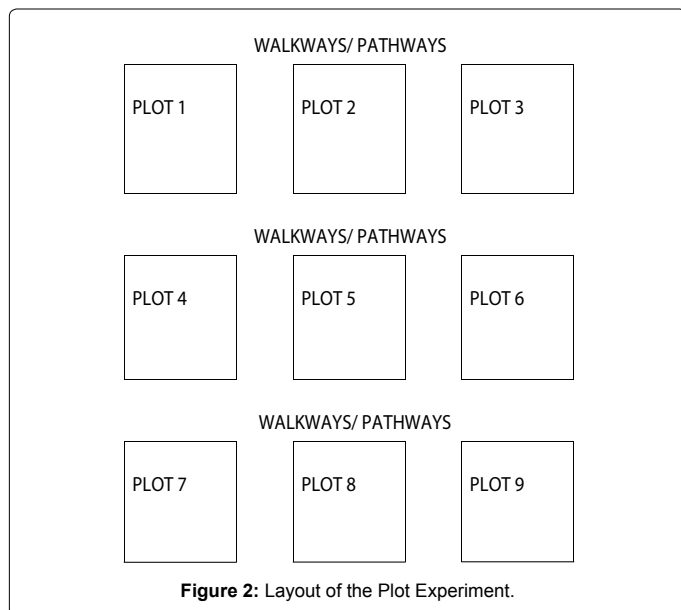 WALKWAYS/ PATHWAYS
PLOT 1 PLOT 2 PLOT 3
WALKWAYS/ PATHWAYS
PLOT 4 PLOT 5 PLOT 6
WALKWAYS/ PATHWAYS
PLOT 7 PLOT 8 PLOT 9
Figure 2: Layout of the Plot Experiment.